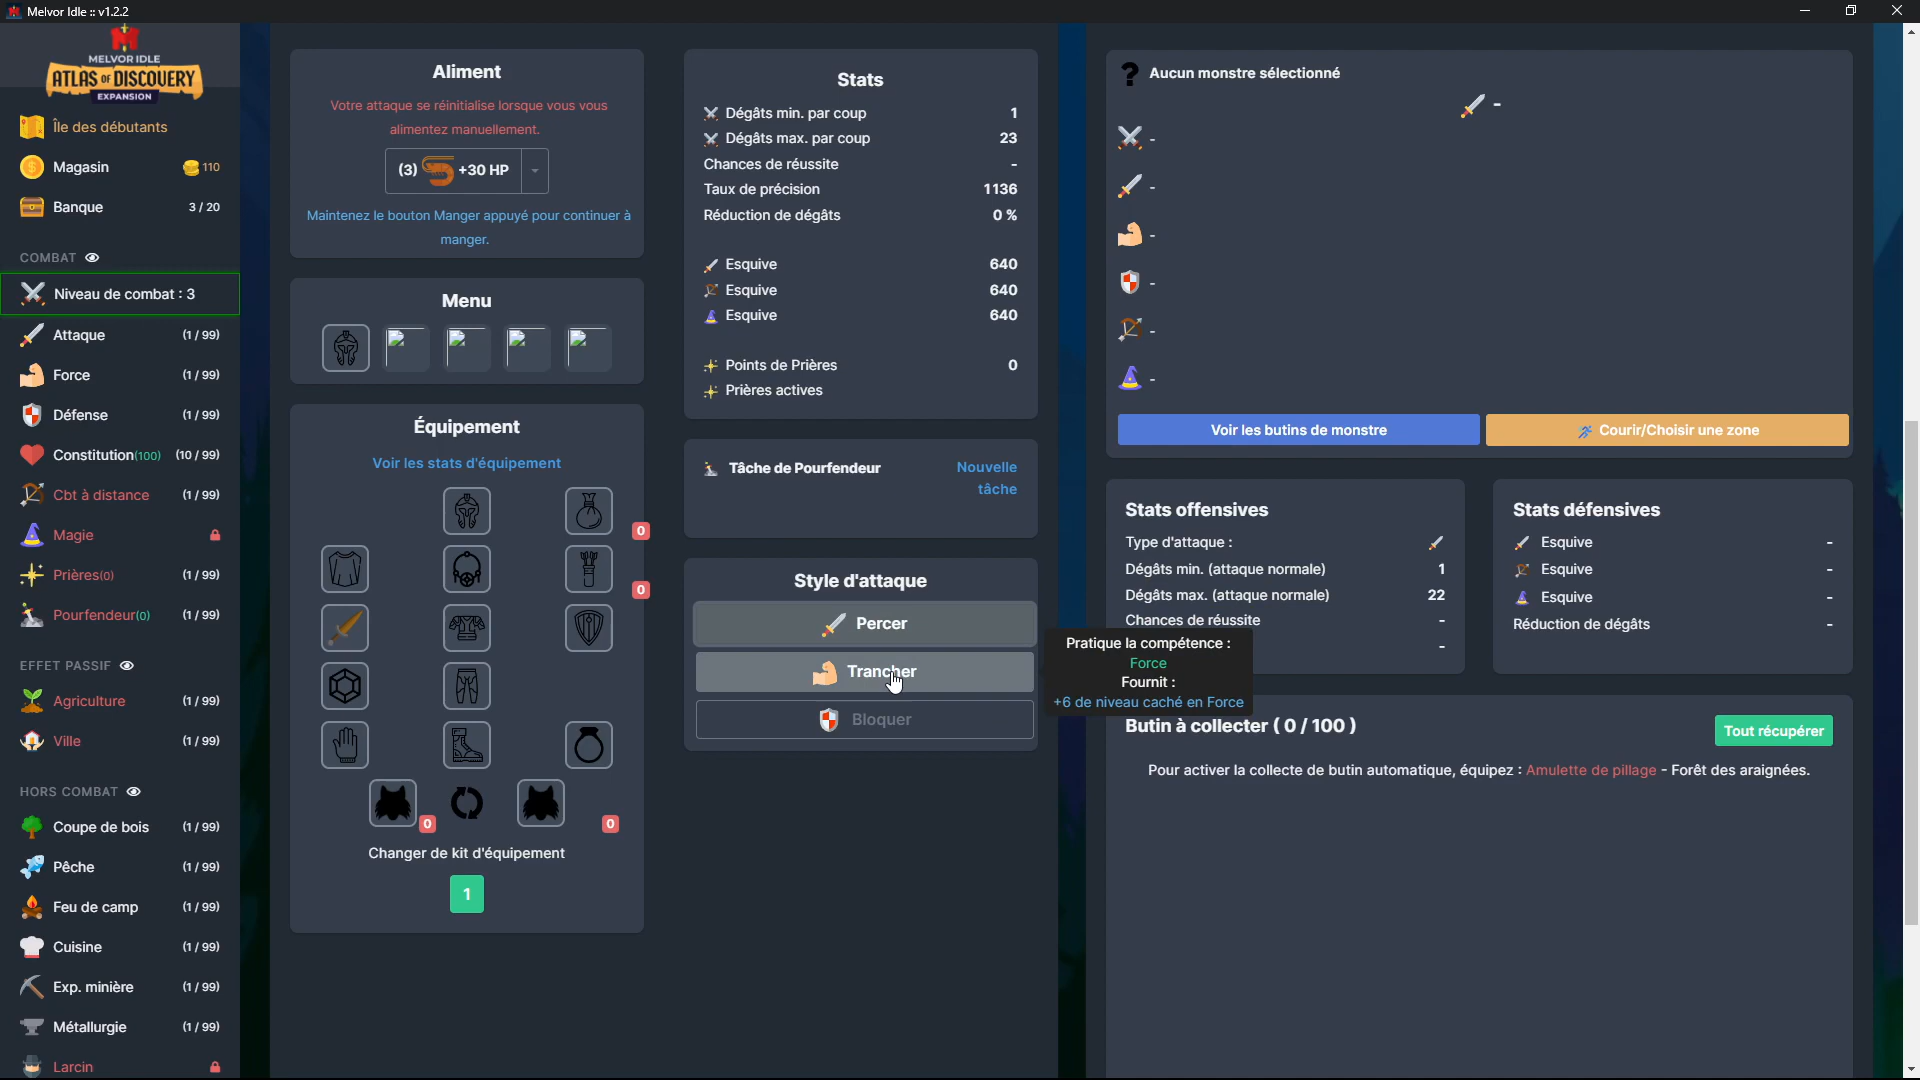 Melvor Idle :: v1.2.2
MELVOR IDLE
ATLAS OF DISCOVERY
EXPANSION
Île des débutants
Magasin 110
Banque 3 / 20
COMBAT
Niveau de combat : 3
Attaque (1 / 99)
Force (1 / 99)
Défense (1 / 99)
Constitution(100) (10 / 99)
Cbt à distance (1 / 99)
Magie
Prières(0) (1 / 99)
Pourfendeur(0) (1 / 99)
EFFET PASSIF
Agriculture (1 / 99)
Ville (1 / 99)
HORS COMBAT
Coupe de bois (1 / 99)
Pêche (1 / 99)
Feu de camp (1 / 99)
Cuisine (1 / 99)
Exp. minière (1 / 99)
Métallurgie (1 / 99)
Larcin
Aliment
Votre attaque se réinitialise lorsque vous vous
alimentez manuellement.
(3) +30 HP
Maintenez le bouton Manger appuyé pour continuer à
manger.
Menu
Équipement
Voir les stats d'équipement
0
0
0
0
Changer de kit d'équipement
1
Stats
Dégâts min. par coup 1
Dégâts max. par coup 23
Chances de réussite -
Taux de précision 1136
Réduction de dégâts 0 %
Esquive 640
Esquive 640
Esquive 640
Points de Prières 0
Prières actives
Tâche de Pourfendeur Nouvelle
tâche
Style d'attaque
Percer
Trancher
Bloquer
Pratique la compétence :
Force
Fournit :
+6 de niveau caché en Force
? Aucun monstre sélectionné
-
-
-
-
-
-
-
Voir les butins de monstre
Courir/Choisir une zone
Stats offensives
Type d'attaque :
Dégâts min. (attaque normale) 1
Dégâts max. (attaque normale) 22
Chances de réussite -
-
Stats défensives
Esquive -
Esquive -
Esquive -
Réduction de dégâts -
Butin à collecter ( 0 / 100 )
Tout récupérer
Pour activer la collecte de butin automatique, équipez : Amulette de pillage - Forêt des araignées.